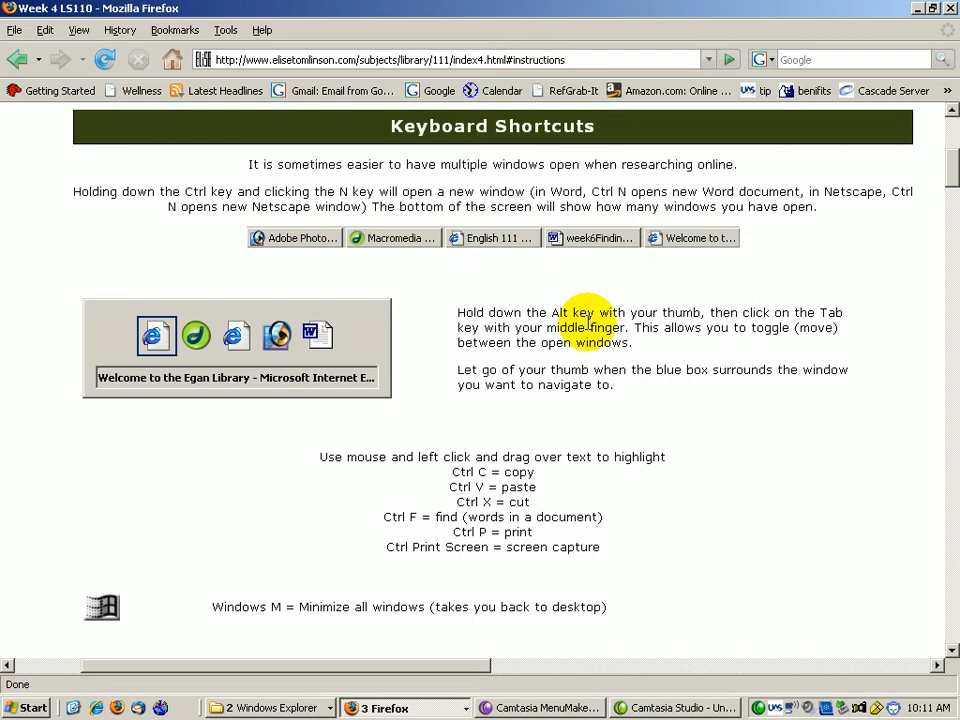 Week 4 LS110 - Mozilla Firefox
File Edit View History Bookmarks Tools Help
http://www.elisetomlinson.com/subjects/library/111/index4.html#instructions
Google
Getting Started Wellness Latest Headlines Gmail: Email from Go... Google Calendar RefGrab-It Amazon.com: Online ... UAS tip benifits Cascade Server »
Keyboard Shortcuts
It is sometimes easier to have multiple windows open when researching online.
Holding down the Ctrl key and clicking the N key will open a new window (in Word, Ctrl N opens new Word document, in Netscape, Ctrl
N opens new Netscape window) The bottom of the screen will show how many windows you have open.
Adobe Photo... Macromedia ... English 111 ... week6Findin... Welcome to t...
Hold down the Alt key with your thumb, then click on the Tab
key with your middle finger. This allows you to toggle (move)
between the open windows.
Welcome to the Egan Library - Microsoft Internet E...
Let go of your thumb when the blue box surrounds the window
you want to navigate to.
Use mouse and left click and drag over text to highlight
Ctrl C = copy
Ctrl V = paste
Ctrl X = cut
Ctrl F = find (words in a document)
Ctrl P = print
Ctrl Print Screen = screen capture
Windows M = Minimize all windows (takes you back to desktop)
Done
Start 2 Windows Explorer 3 Firefox Camtasia MenuMake... Camtasia Studio - Un... UAS 10:11 AM